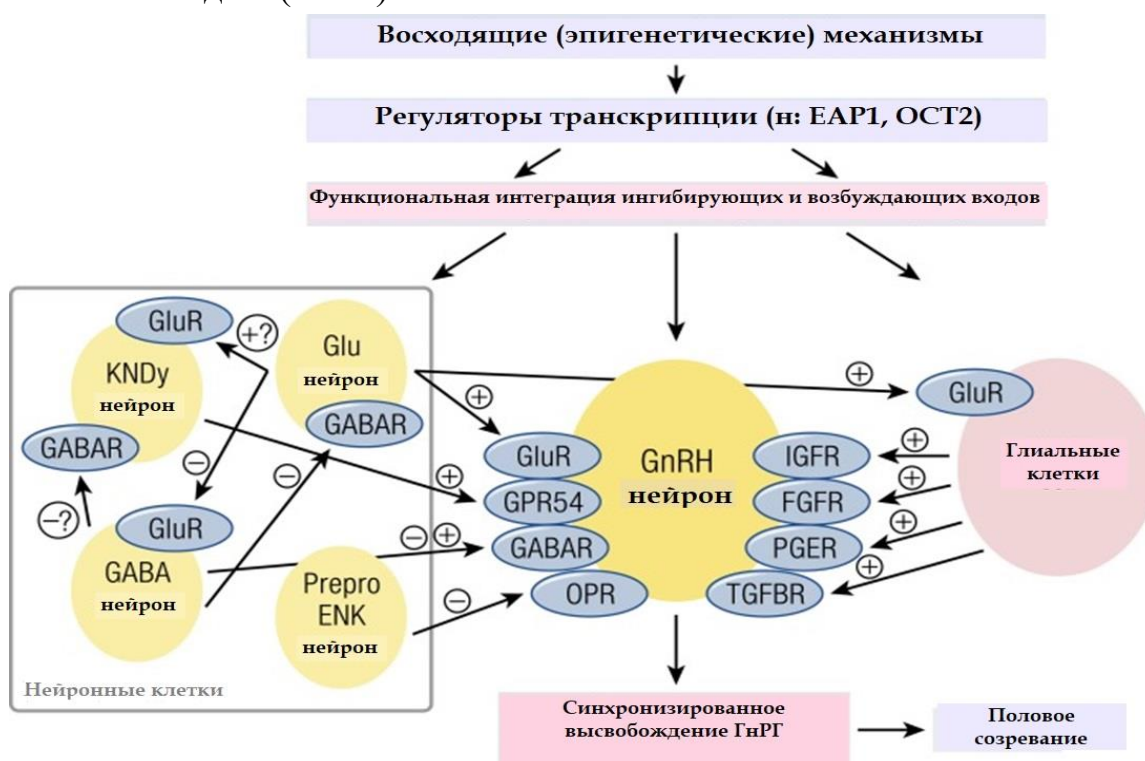 Восходящие (эпигенетические) механизмы
Регуляторы транскрипции (н: EAP1, OCT2)
Функциональная интеграция ингибирующих и возбуждающих входов
GluR
+?
Glu
нейрон
KNDy
нейрон
GABAR
GABAR
−
−
−?
GluR
GABA
нейрон
Prepro
ENK
нейрон
Нейронные клетки
+
+
− +
−
GluR
GPR54
GABAR
OPR
GnRH
нейрон
IGFR
FGFR
PGER
TGFBR
+
GluR
Глиальные
клетки
+
+
+
+
Синхронизированное
высвобождение ГнРГ
Половое
созревание